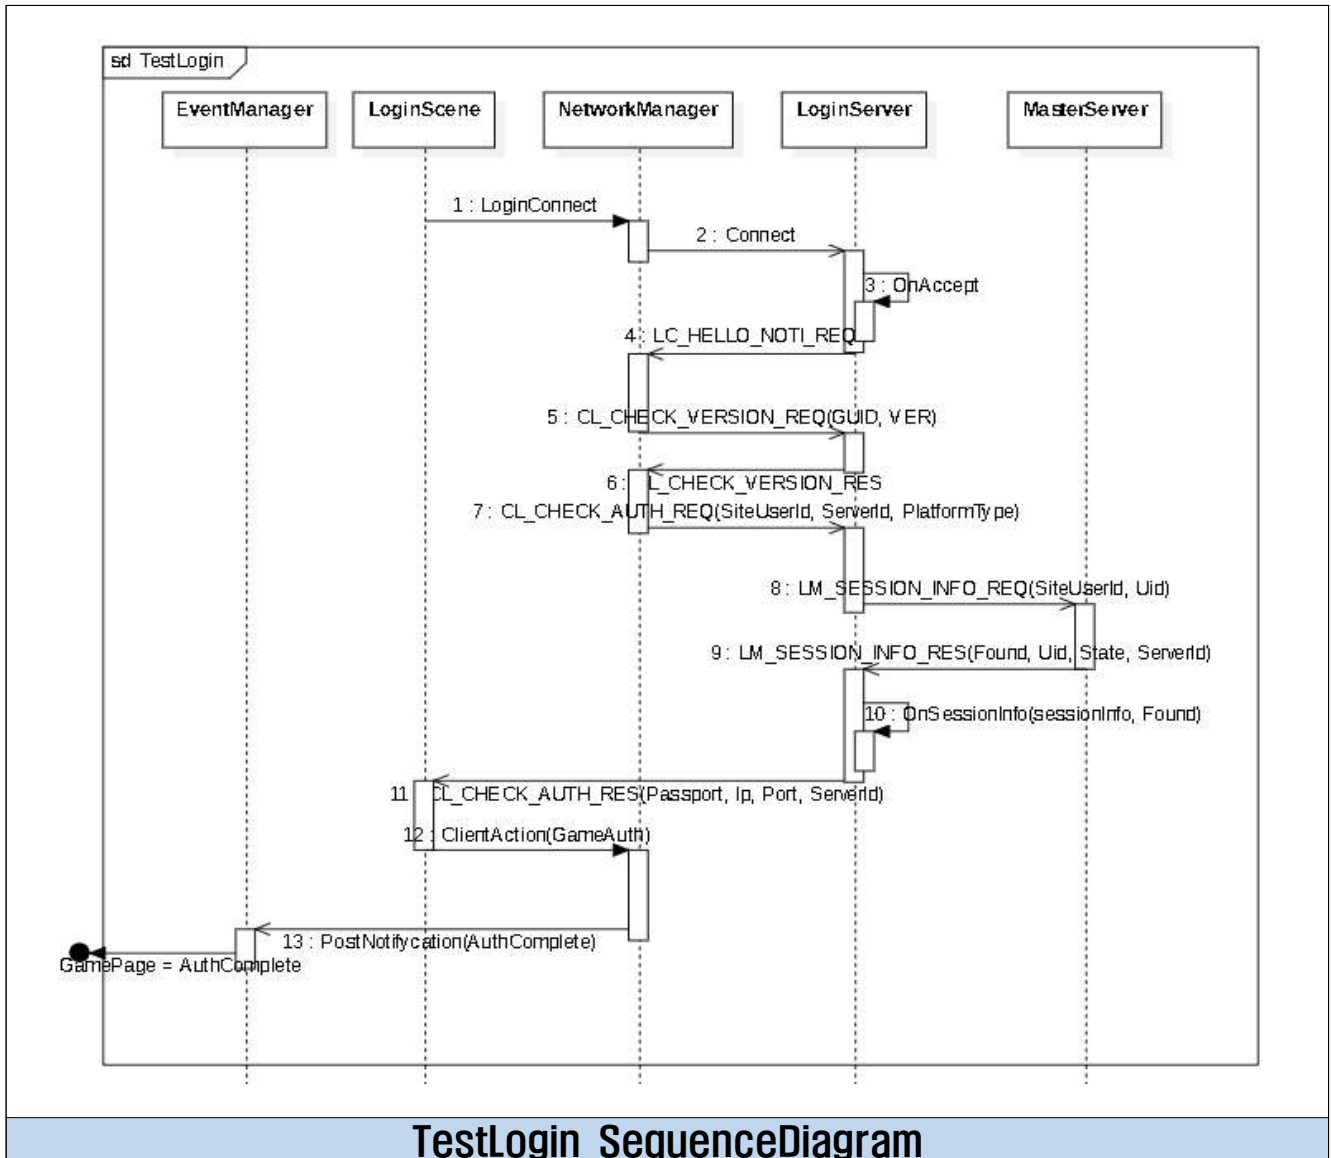 sd TestLogin
EventManager
LoginScene
NetworkManager
LoginServer
MasterServer
1 : LoginConnect
2 : Connect
3 : OnAccept
4 : LC_HELLO_NOTI_REQ
5 : CL_CHECK_VERSION_REQ(GUID, VER)
6 : CL_CHECK_VERSION_RES
7 : CL_CHECK_AUTH_REQ(SiteUserId, ServerId, PlatformType)
8 : LM_SESSION_INFO_REQ(SiteUserId, Uid)
9 : LM_SESSION_INFO_RES(Found, Uid, State, ServerId)
10 : OnSessionInfo(sessionInfo, Found)
11 : CL_CHECK_AUTH_RES(Passport, Ip, Port, ServerId)
12 : ClientAction(GameAuth)
13 : PostNotifycation(AuthComplete)
GamePage = AuthComplete
TestLogin SequenceDiagram